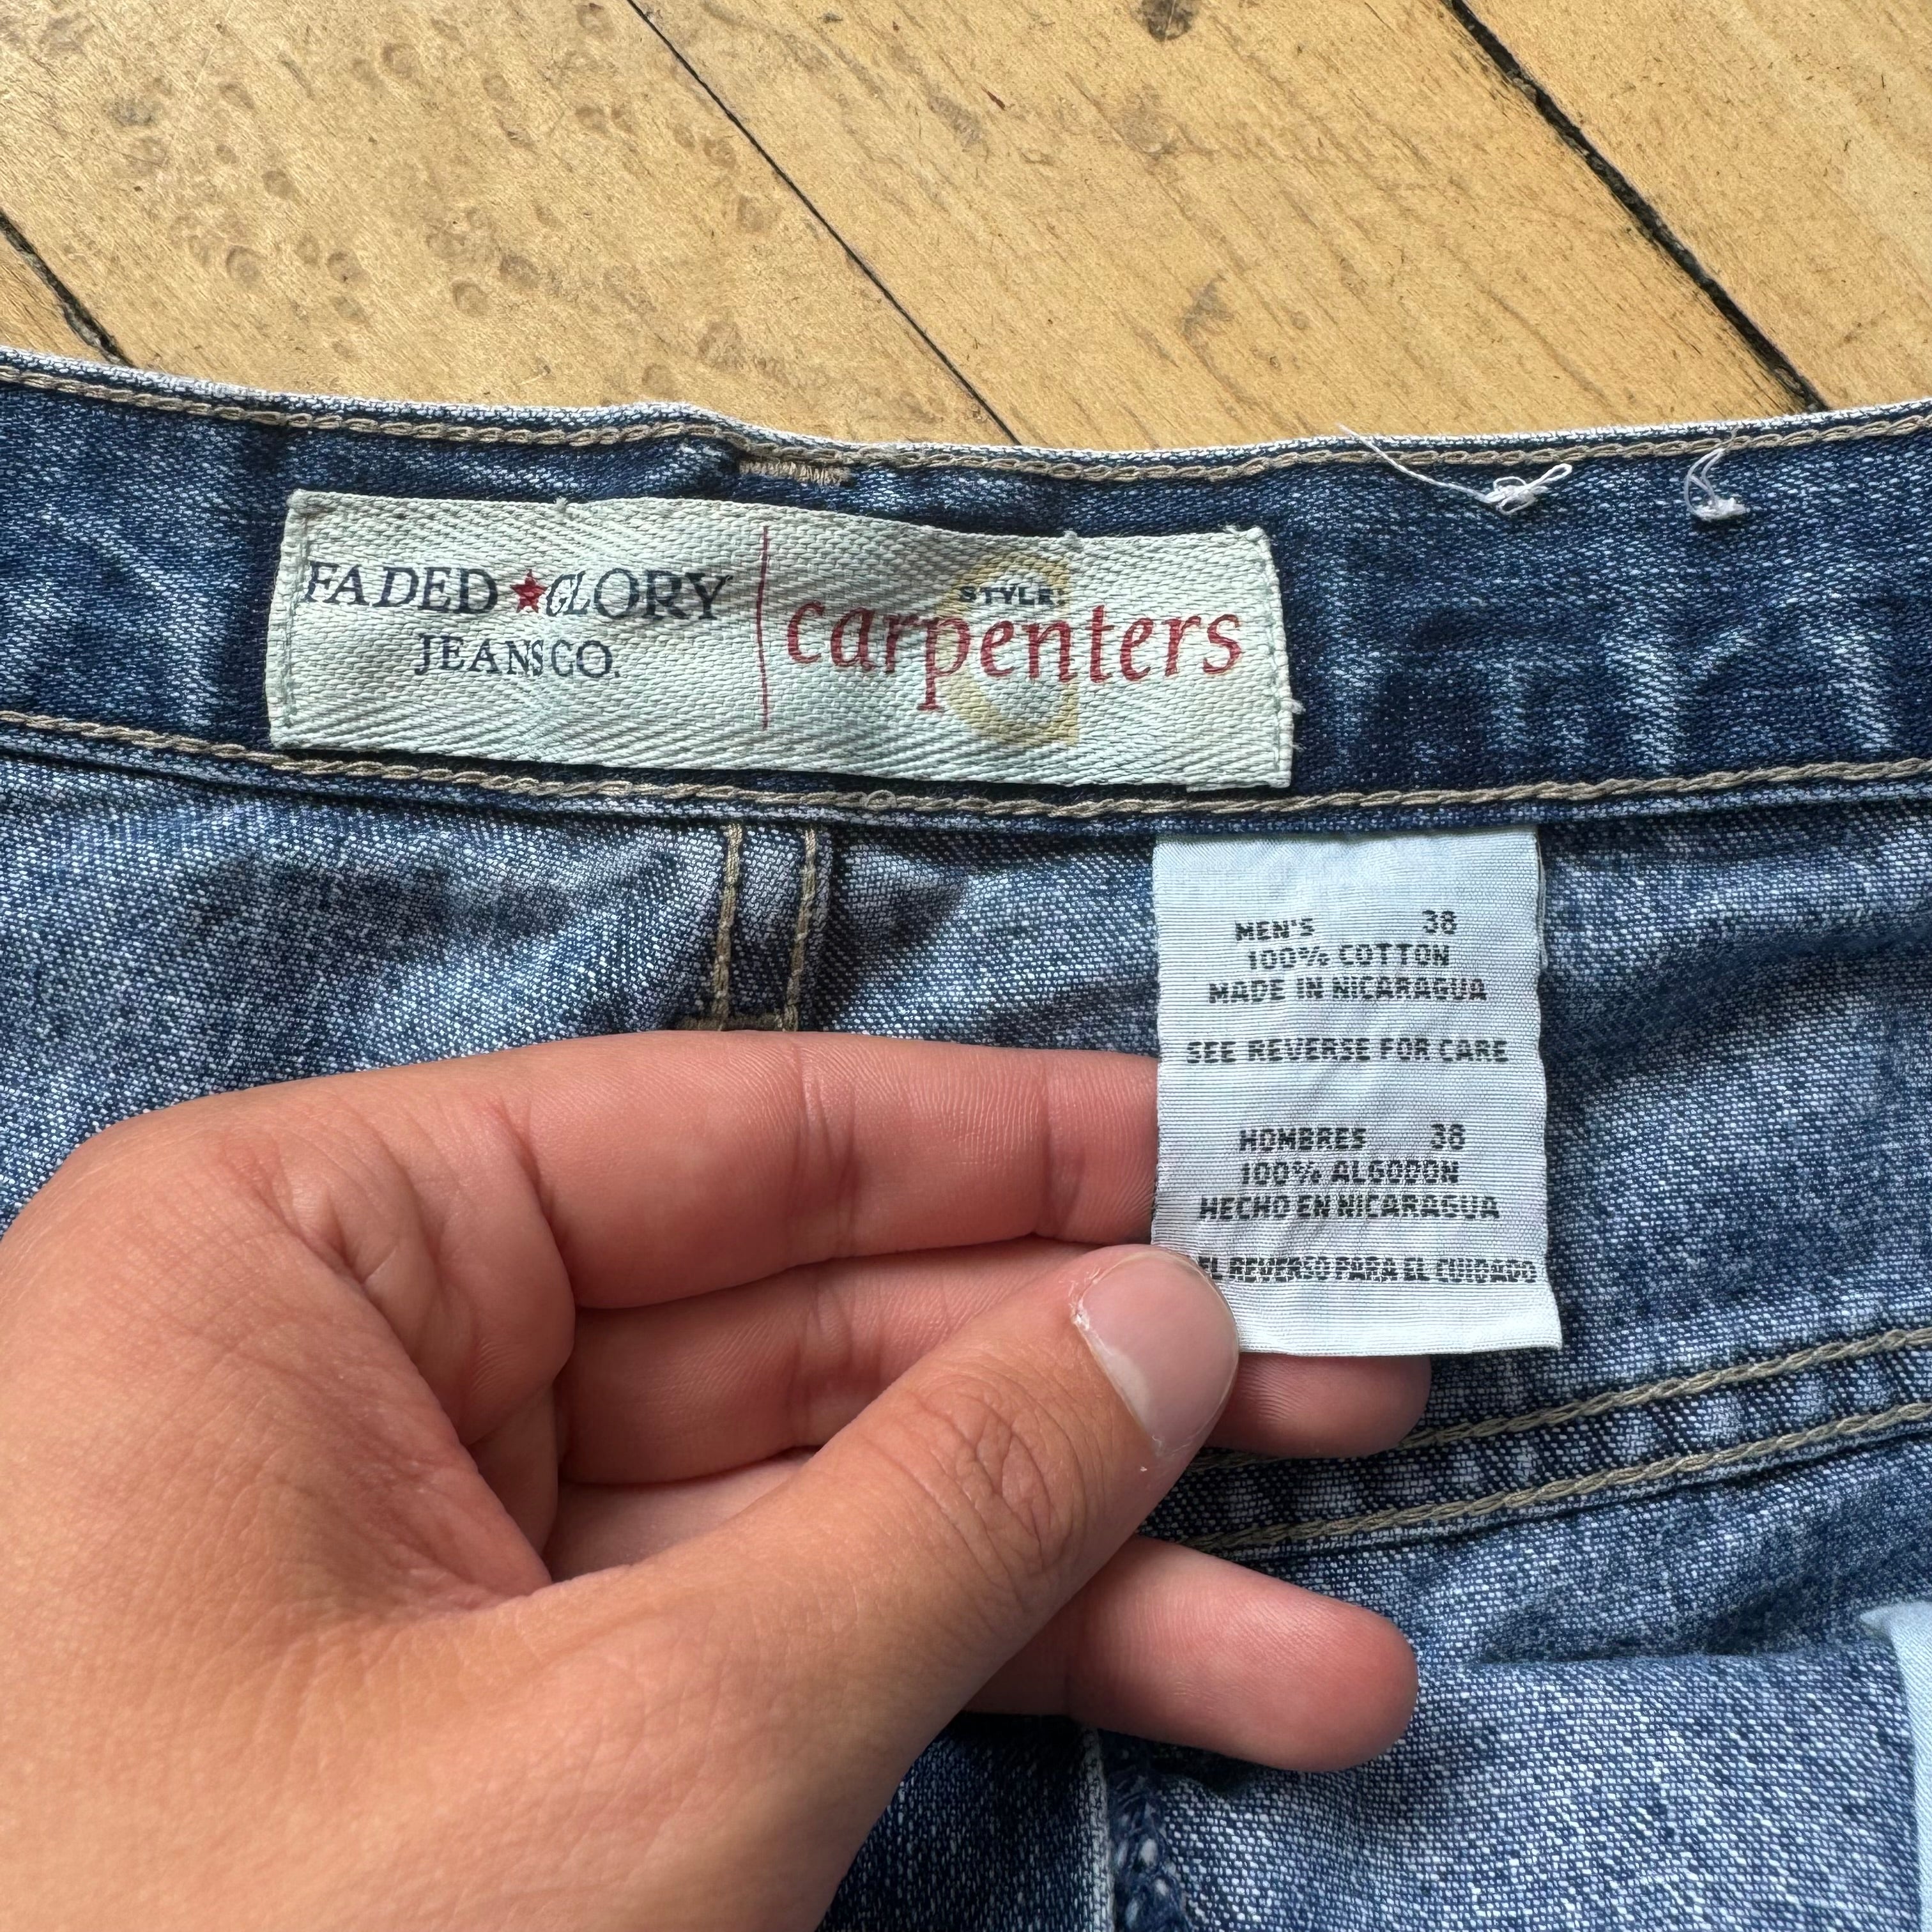 FADED ★ GLORY
JEANS CO.
STYLE:
carpenters
MEN'S 38
100% COTTON
MADE IN NICARAGUA
SEE REVERSE FOR CARE
HOMBRES 38
100% ALGODON
HECHO EN NICARAGUA
EL REVERSO PARA EL CUIDADO